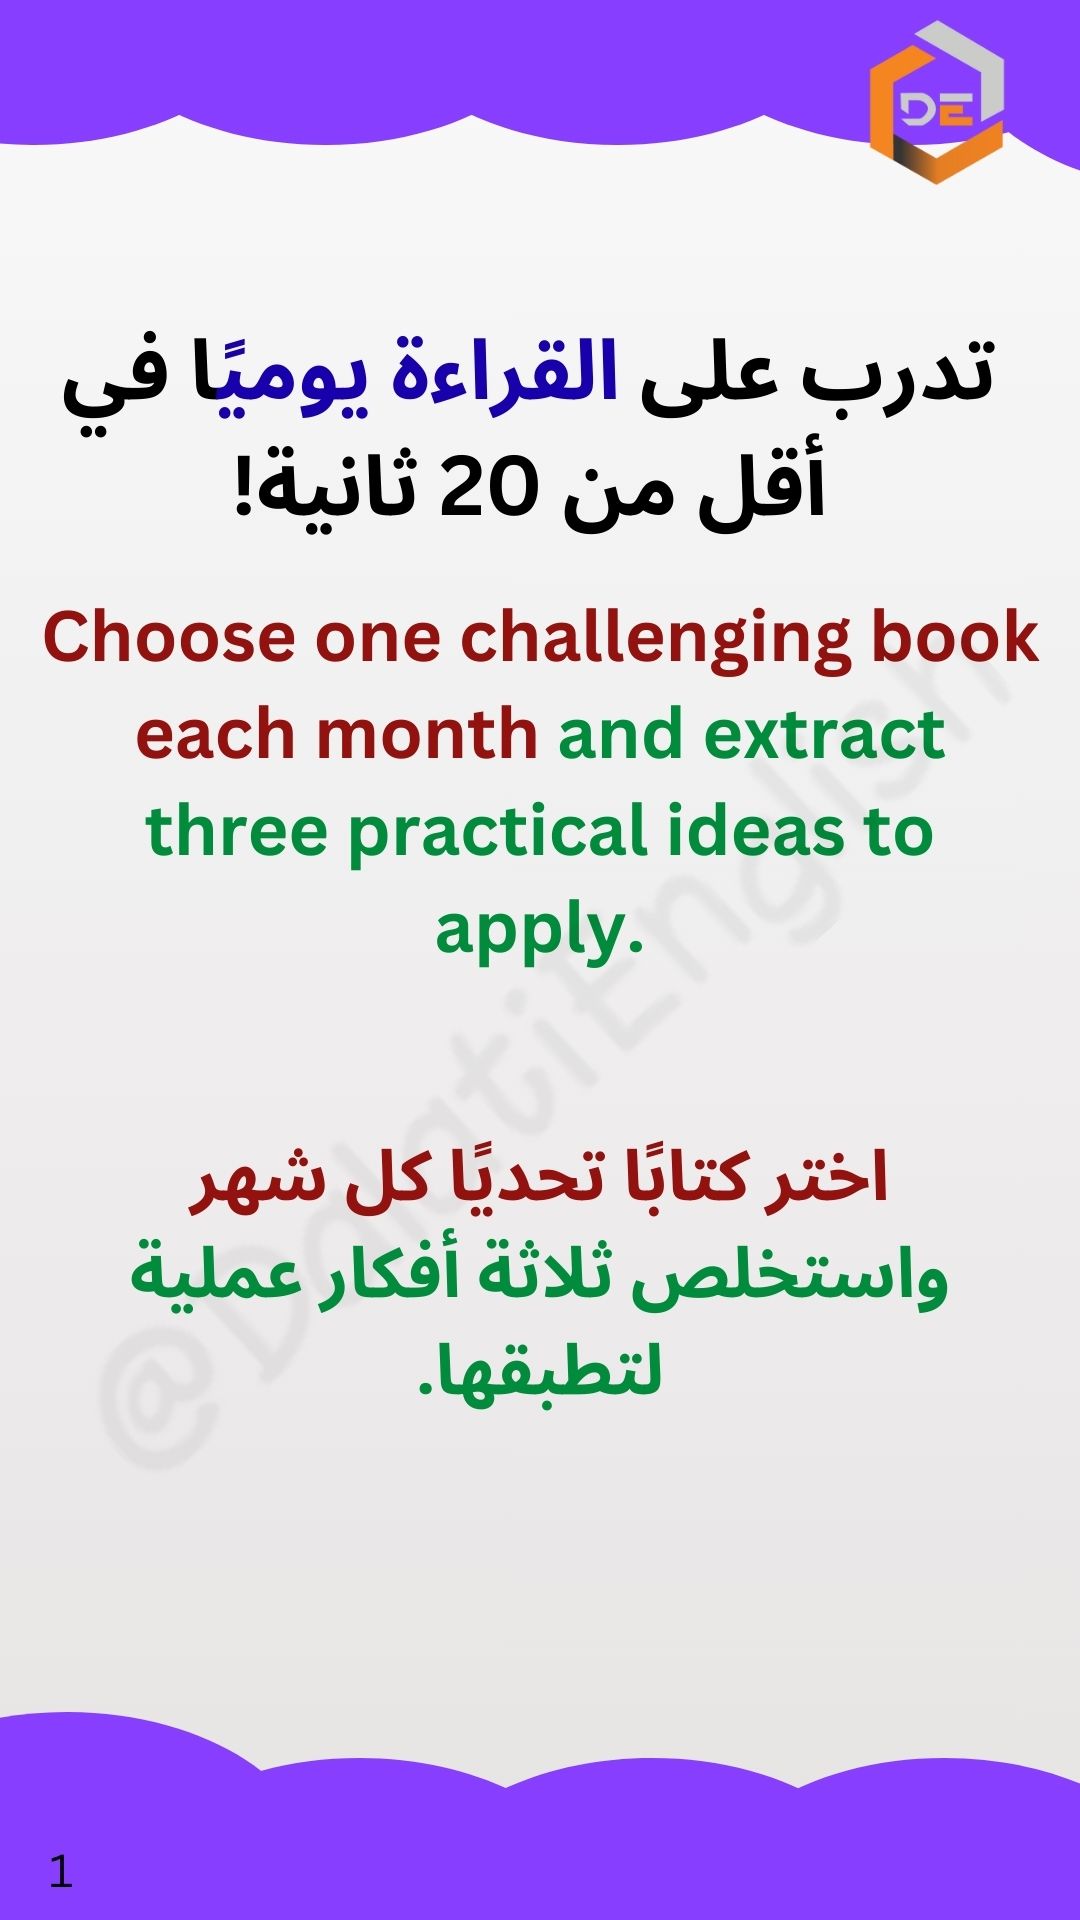 DE
تدرب على القراءة يوميًا في
أقل من 20 ثانية!
Choose one challenging book
each month and extract
three practical ideas to
apply.
اختر كتابًا تحديًا كل شهر
واستخلص ثلاثة أفكار عملية
لتطبقها.
@DdatiEnglish
1